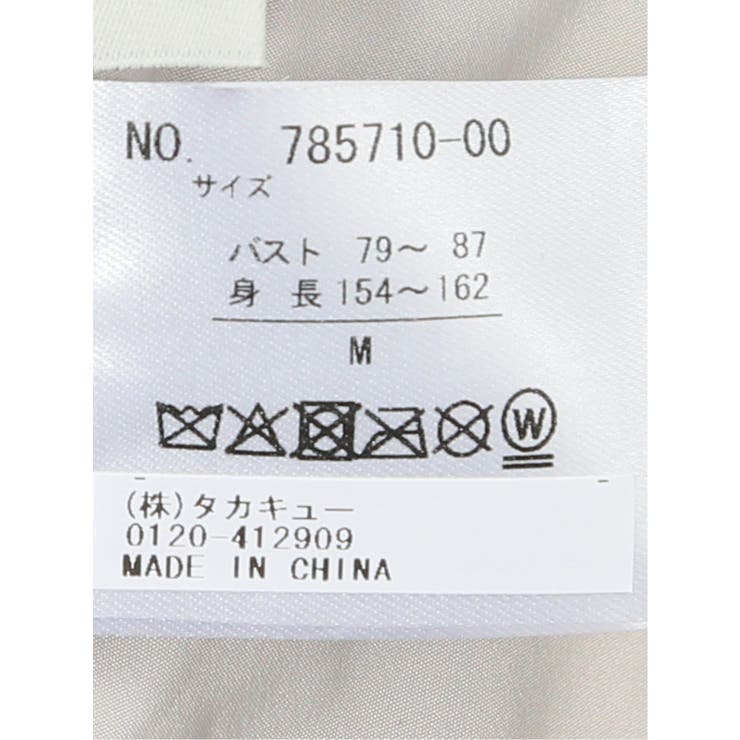 NO. 785710-00
サイズ
バスト 79〜 87
身 長 154〜162
M
W
(株)タカキュー
0120-412909
MADE IN CHINA